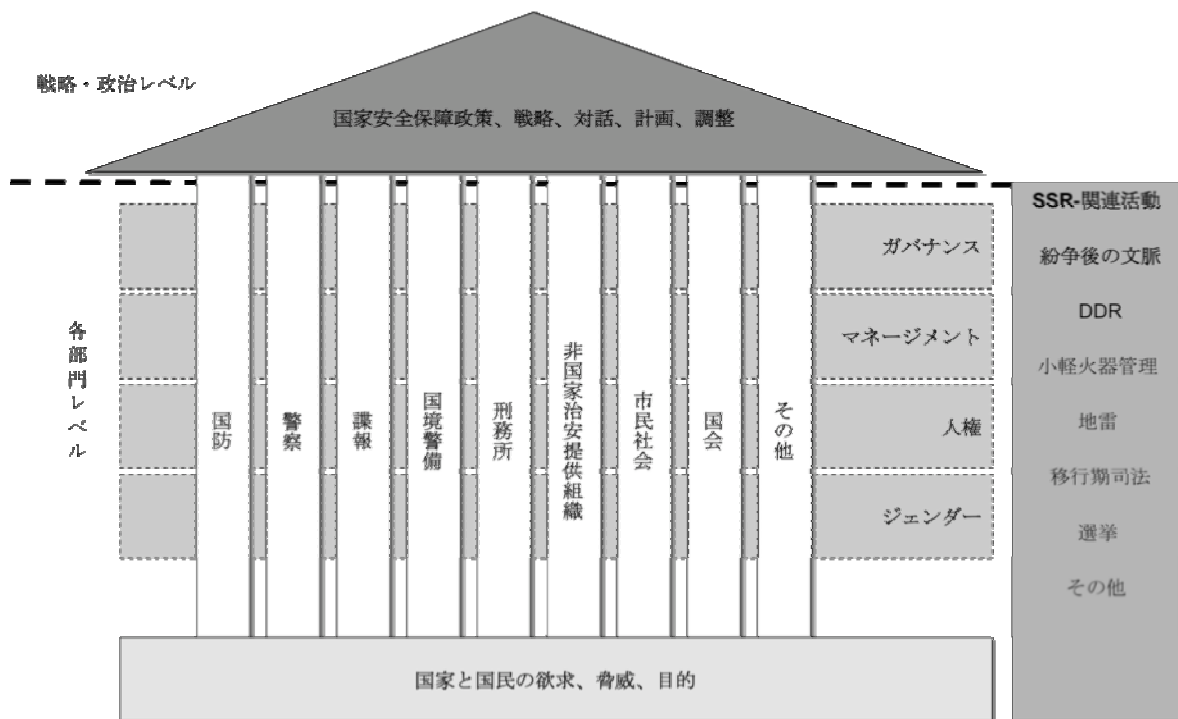 戦略・政治レベル
国家安全保障政策、戦略、対話、計画、調整
各部門レベル
国防
警察
諜報
国境警備
刑務所
非国家治安提供組織
市民社会
国会
その他
ガバナンス
マネージメント
人権
ジェンダー
SSR-関連活動
紛争後の文脈
DDR
小軽火器管理
地雷
移行期司法
選挙
その他
国家と国民の欲求、脅威、目的